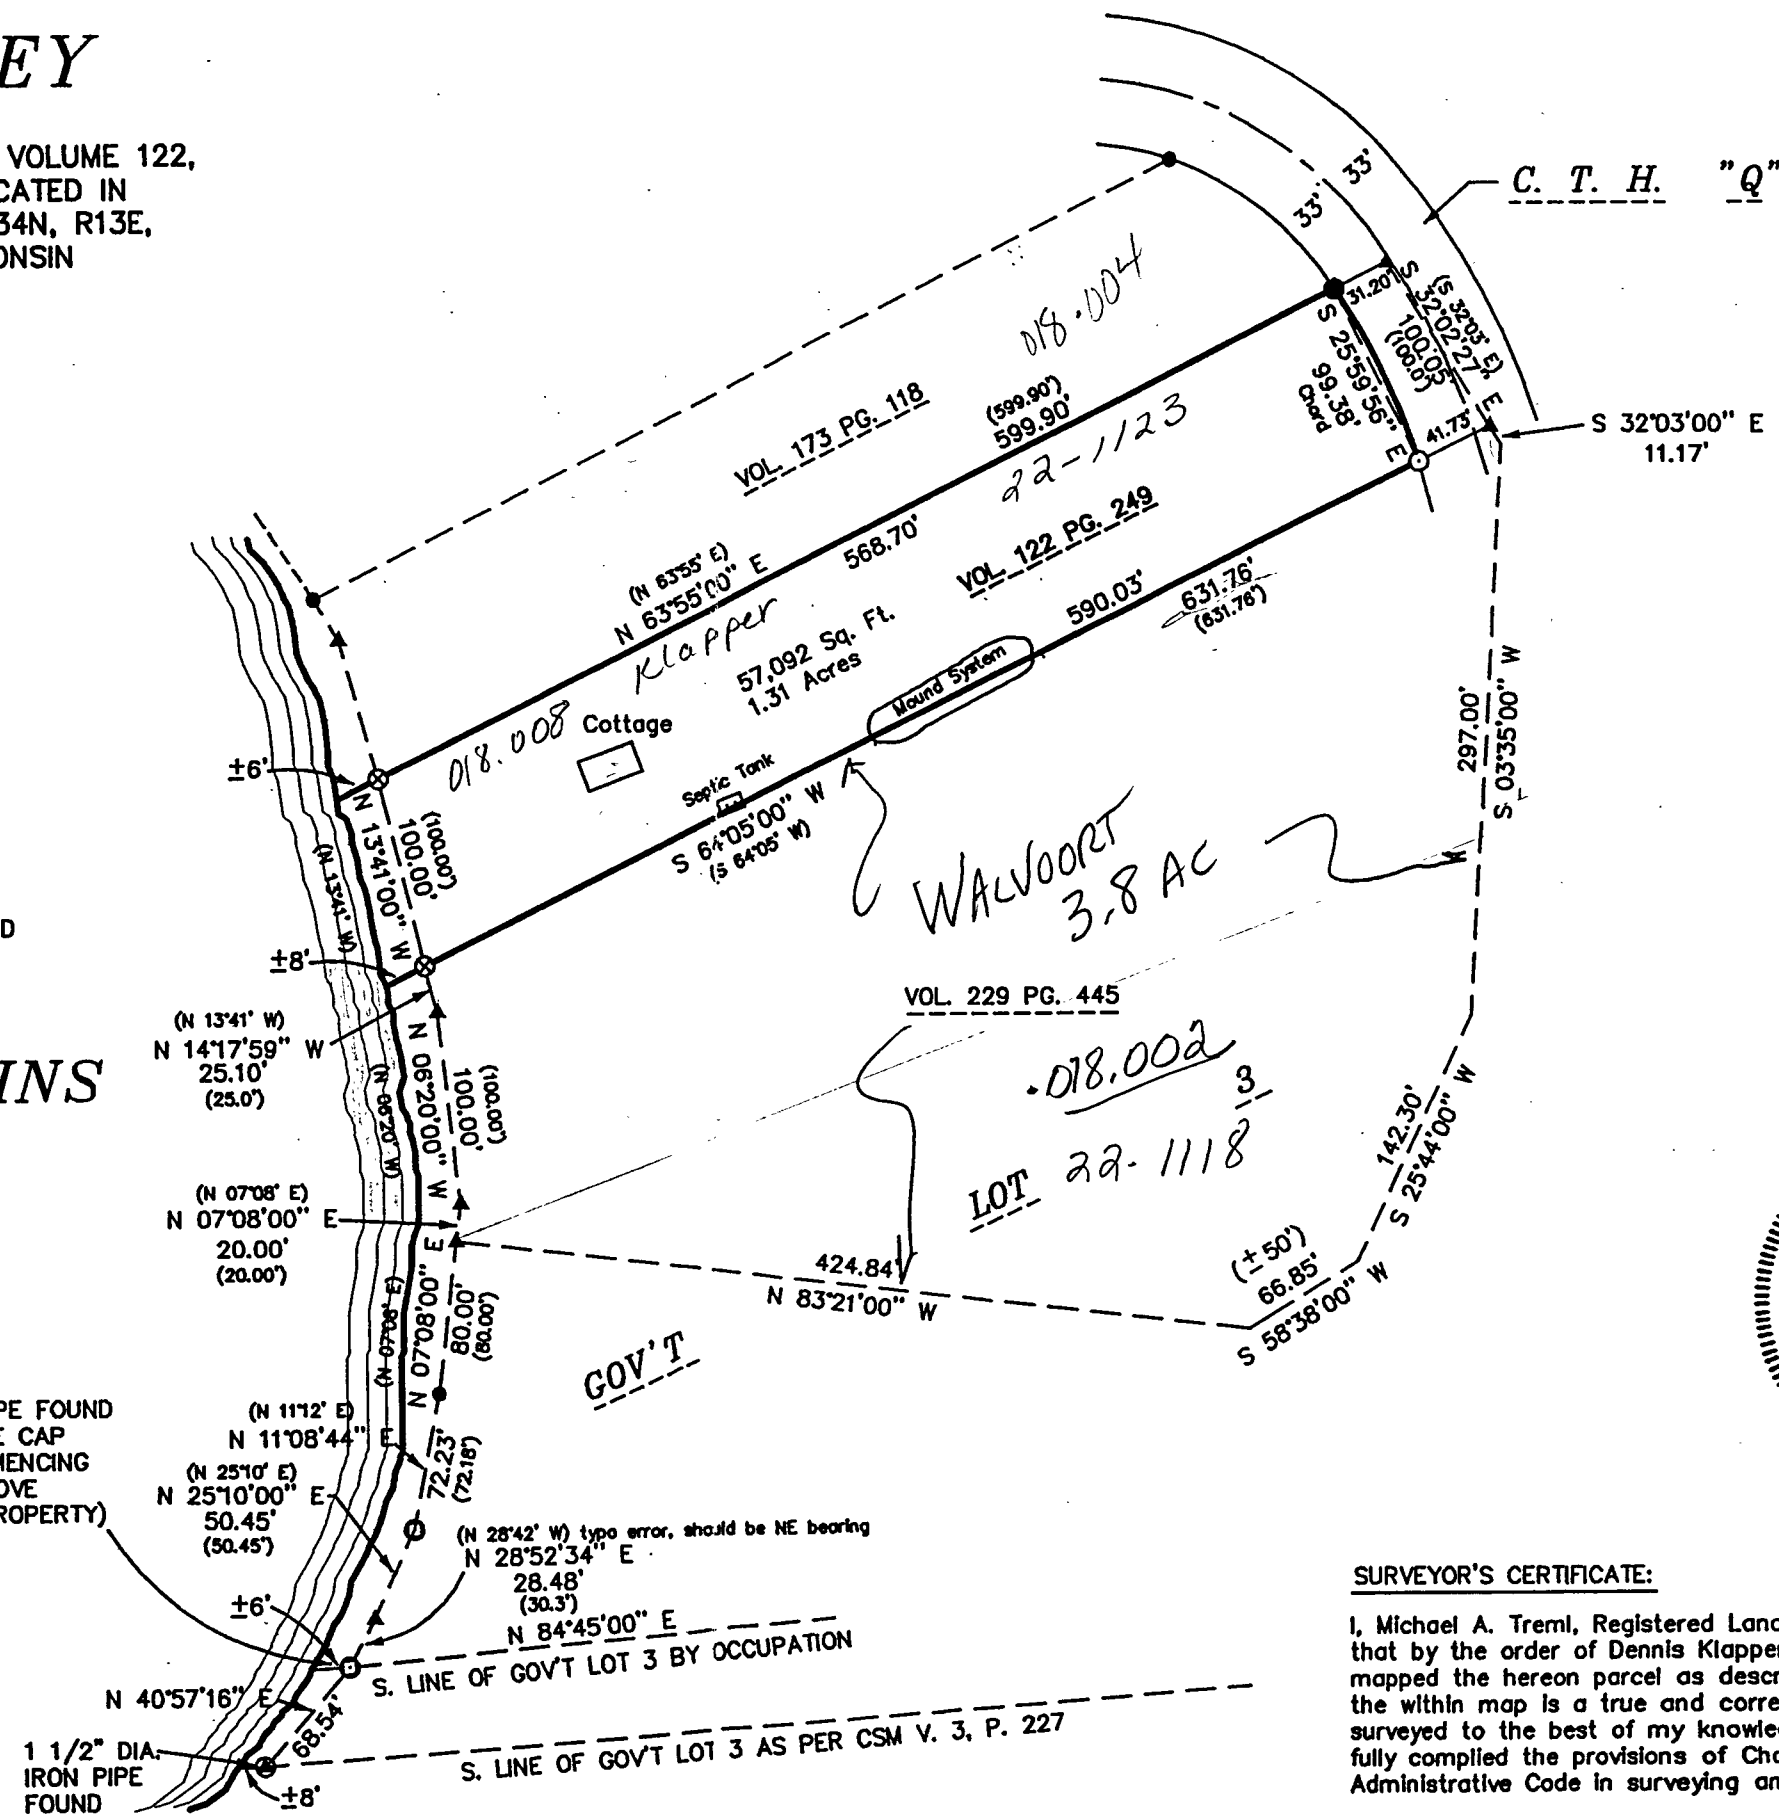 EY
VOLUME 122,
CATED IN
34N, R13E,
ONSIN
C. T. H. "Q"
33'
33'
018.004
VOL. 173 PG. 118
(599.90')
599.90'
22-1123
31.20'
(S 32°03' E)
S 32°02'27" E
100.05'
(100.0')
S 25°59'56" E
99.38'
Chord
41.73'
S 32°03'00" E
11.17'
(N 63°55' E)
N 63°55'00" E
568.70'
Klapper
VOL. 122 PG. 249
57,092 Sq. Ft.
1.31 Acres
590.03'
631.76'
(631.76')
Mound System
018.008
Cottage
Septic Tank
S 64°05'00" W
(S 64°05' W)
297.00'
S 03°35'00" W
±6'
(100.00')
100.00'
N 13°41'00" W
(N 13°41' W)
D
±8'
WALVOORT
3.8 AC
VOL. 229 PG. 445
(N 13°41' W)
N 14°17'59" W
25.10'
(25.0')
INS
(100.00')
100.00'
N 06°20'00" W
(N 06°20' W)
.018.002
3
LOT 22-1118
142.30'
S 25°44'00" W
(N 07°08' E)
N 07°08'00" E
20.00'
(20.00')
424.84'
N 83°21'00" W
(±50')
66.85'
S 58°38'00" W
N 07°08'00" E
(N 07°08' E)
80.00'
(80.00')
GOV'T
PE FOUND
E CAP
MENCING
OVE
ROPERTY)
(N 11°12' E)
N 11°08'44" E
72.23'
(72.18')
(N 25°10' E)
N 25°10'00" E
50.45'
(50.45')
(N 28°42' W) typo error, should be NE bearing
N 28°52'34" E
28.48'
(30.3')
±6'
N 84°45'00" E
S. LINE OF GOV'T LOT 3 BY OCCUPATION
N 40°57'16" E
68.54'
S. LINE OF GOV'T LOT 3 AS PER CSM V. 3, P. 227
1 1/2" DIA.
IRON PIPE
FOUND
±8'
SURVEYOR'S CERTIFICATE:
I, Michael A. Treml, Registered Land
that by the order of Dennis Klapper
mapped the hereon parcel as descr
the within map is a true and corre
surveyed to the best of my knowle
fully complied the provisions of Cha
Administrative Code in surveying an